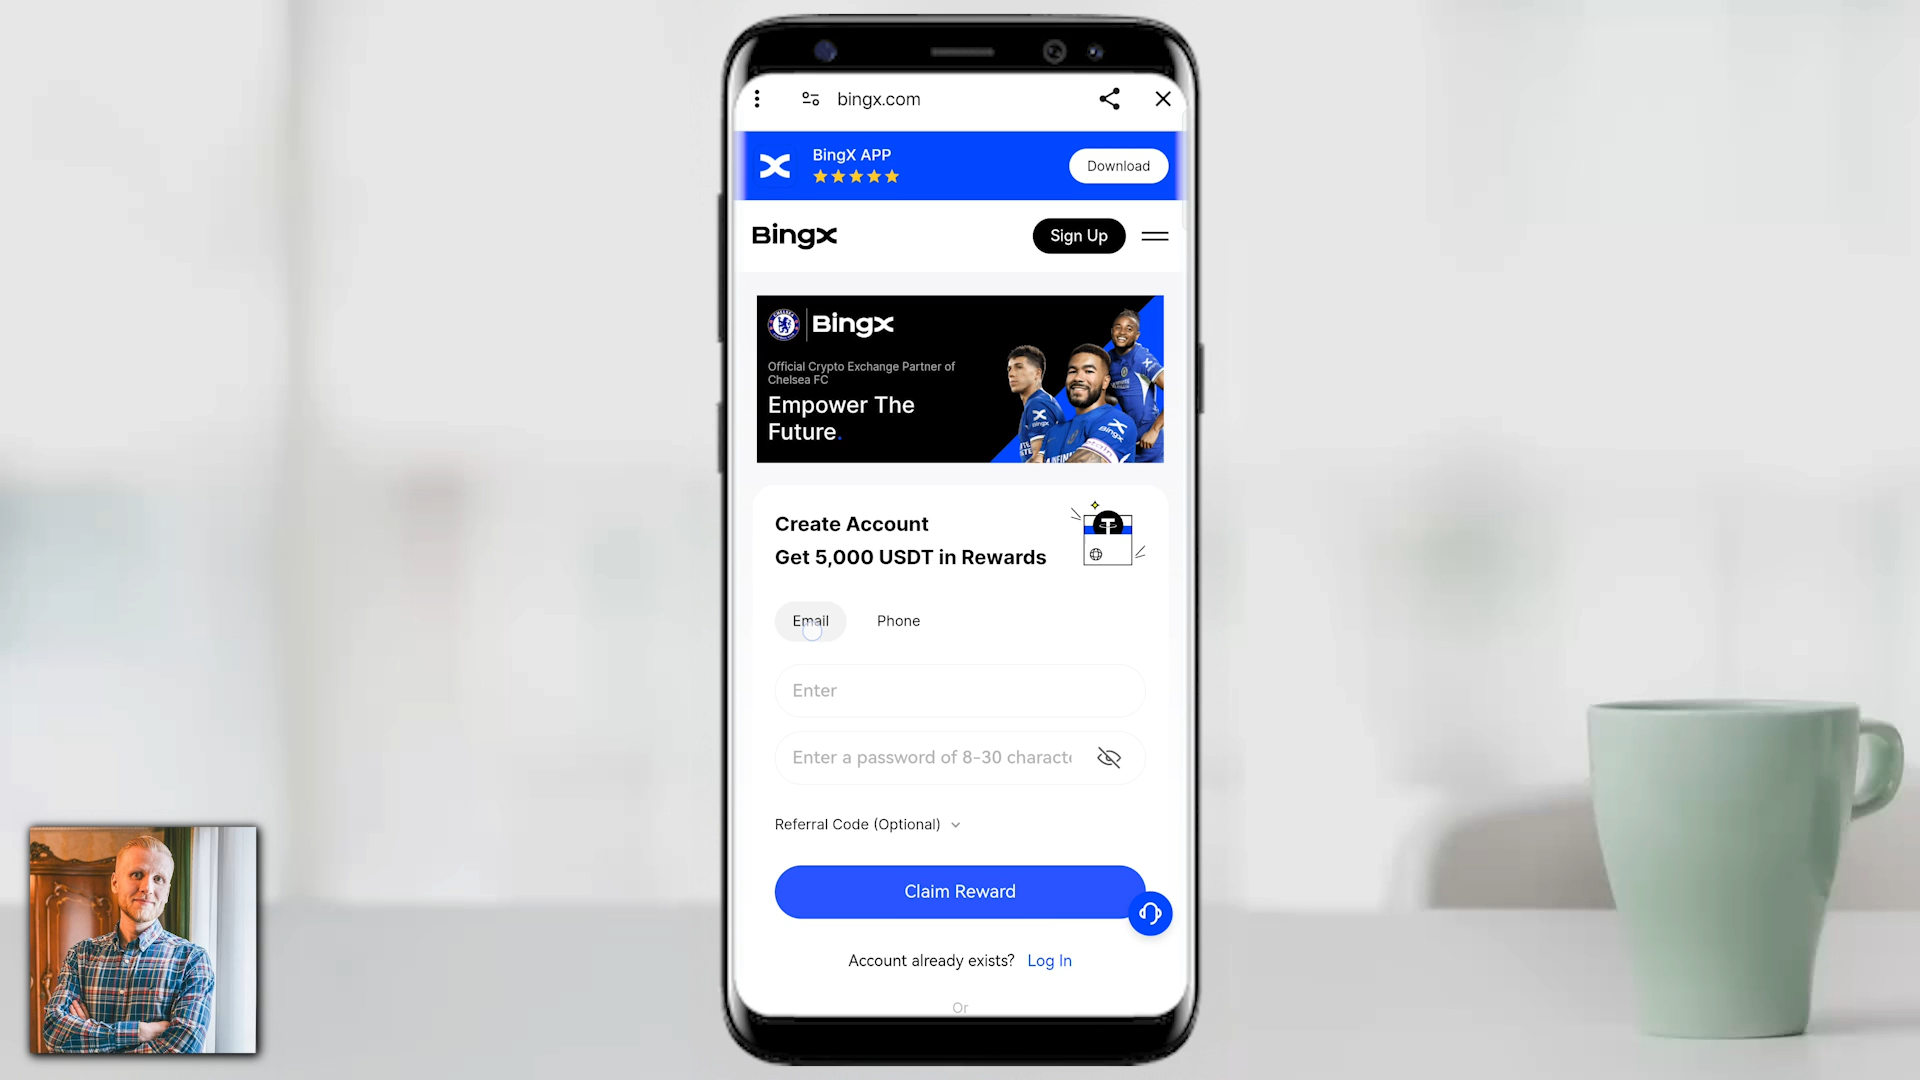 bingx.com
BingX APP
Download
BingX
Sign Up
BingX
Official Crypto Exchange Partner of
Chelsea FC
Empower The
Future.
Create Account
Get 5,000 USDT in Rewards
Email
Phone
Enter
Enter a password of 8-30 characte
Referral Code (Optional)
Claim Reward
Account already exists? Log In
Or